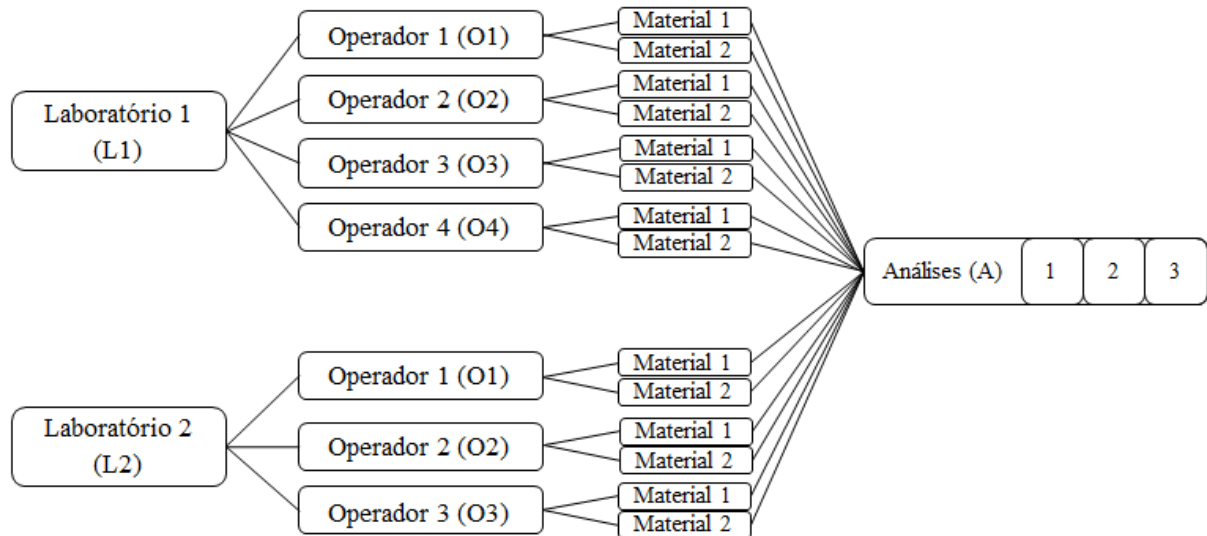 Laboratório 1
(L1)
Operador 1 (O1)
Material 1
Material 2
Operador 2 (O2)
Material 1
Material 2
Operador 3 (O3)
Material 1
Material 2
Operador 4 (O4)
Material 1
Material 2
Laboratório 2
(L2)
Operador 1 (O1)
Material 1
Material 2
Operador 2 (O2)
Material 1
Material 2
Operador 3 (O3)
Material 1
Material 2
Análises (A) 1 2 3